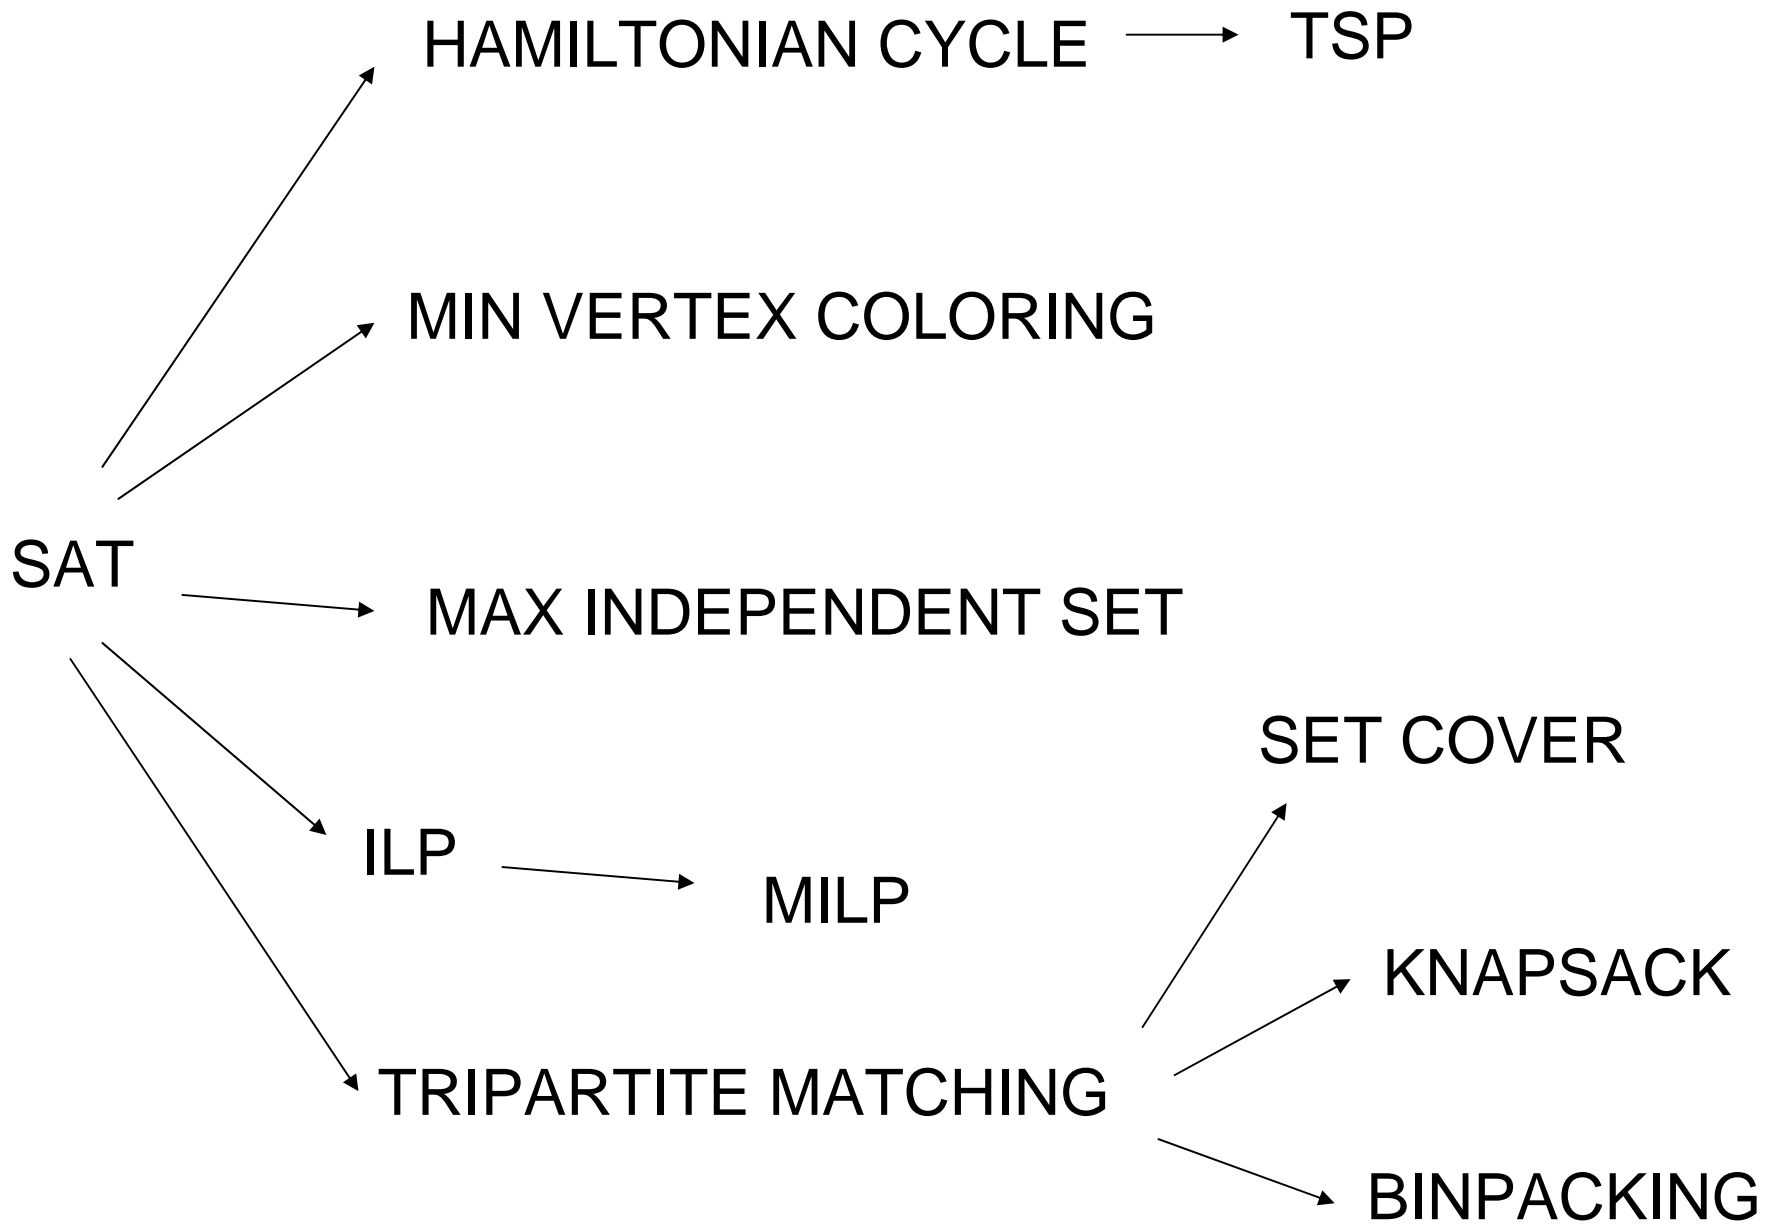 HAMILTONIAN CYCLE
TSP
MIN VERTEX COLORING
SAT
MAX INDEPENDENT SET
SET COVER
ILP
MILP
KNAPSACK
TRIPARTITE MATCHING
BINPACKING